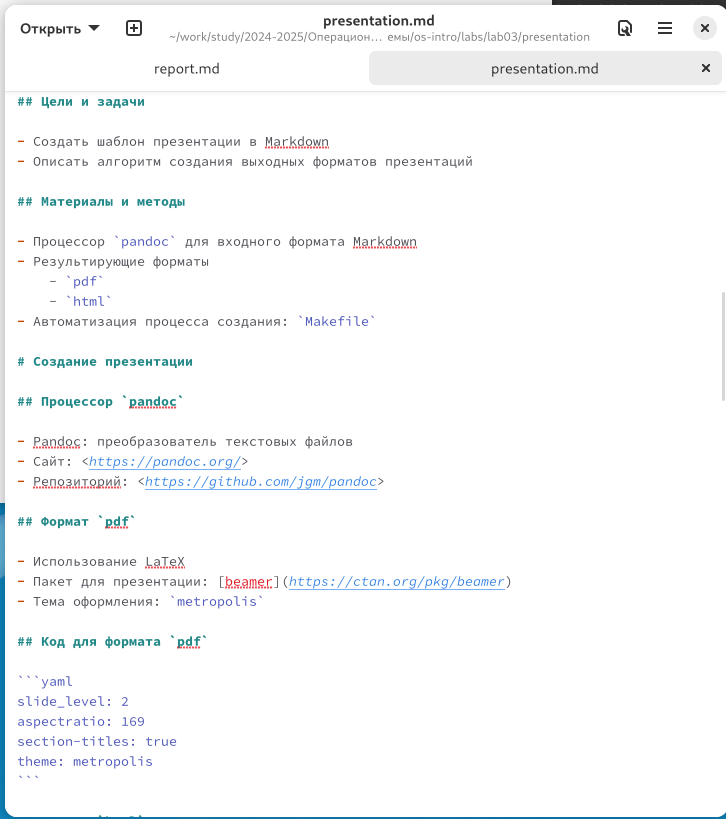 Открыть
presentation.md
~/work/study/2024-2025/Операцион... емы/os-intro/labs/lab03/presentation
report.md
presentation.md
## Цели и задачи
- Создать шаблон презентации в Markdown
- Описать алгоритм создания выходных форматов презентаций
## Материалы и методы
- Процессор `pandoc` для входного формата Markdown
- Результирующие форматы
    - `pdf`
    - `html`
- Автоматизация процесса создания: `Makefile`
# Создание презентации
## Процессор `pandoc`
- Pandoc: преобразователь текстовых файлов
- Сайт: <https://pandoc.org/>
- Репозиторий: <https://github.com/jgm/pandoc>
## Формат `pdf`
- Использование LaTeX
- Пакет для презентации: [beamer](https://ctan.org/pkg/beamer)
- Тема оформления: `metropolis`
## Код для формата `pdf`
```yaml
slide_level: 2
aspectratio: 169
section-titles: true
theme: metropolis
```